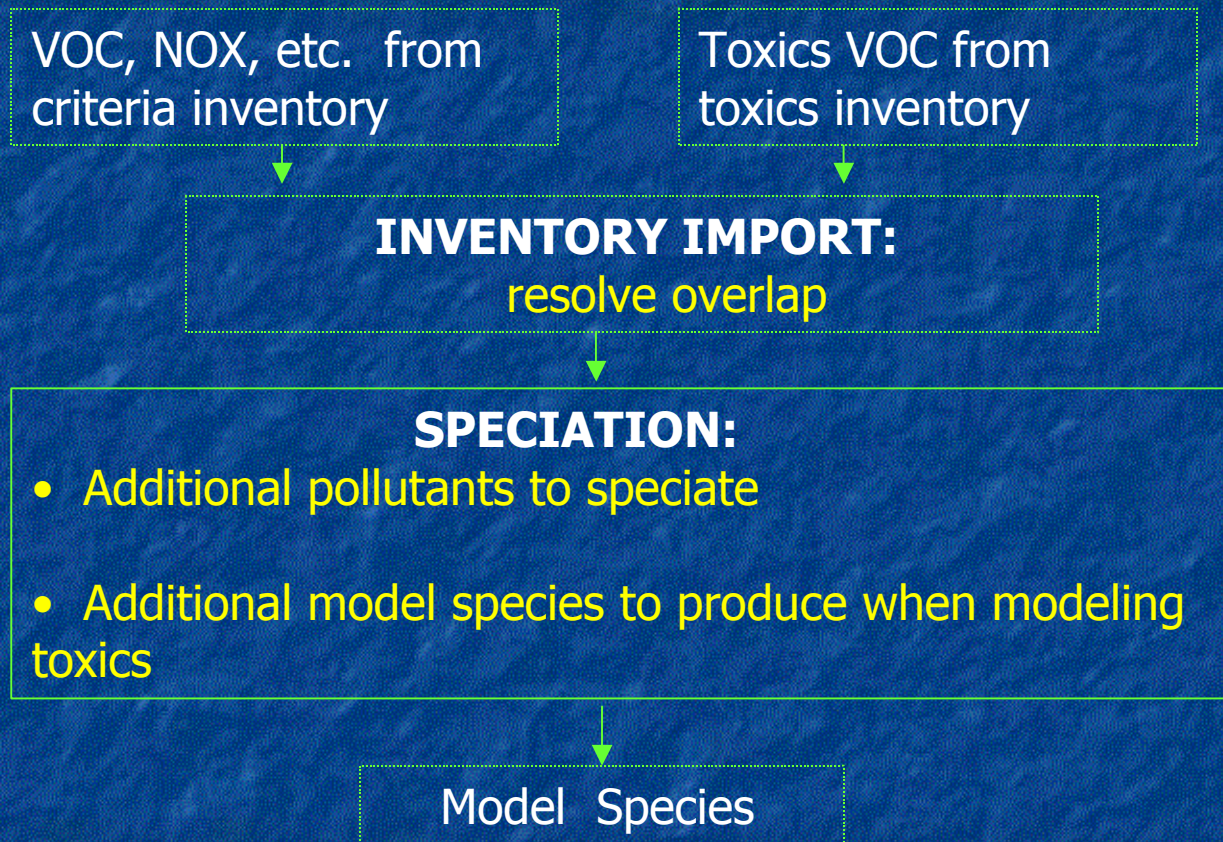 VOC, NOX, etc. from
criteria inventory
Toxics VOC from
toxics inventory
INVENTORY IMPORT:
resolve overlap
SPECIATION:
• Additional pollutants to speciate
• Additional model species to produce when modeling
toxics
Model Species